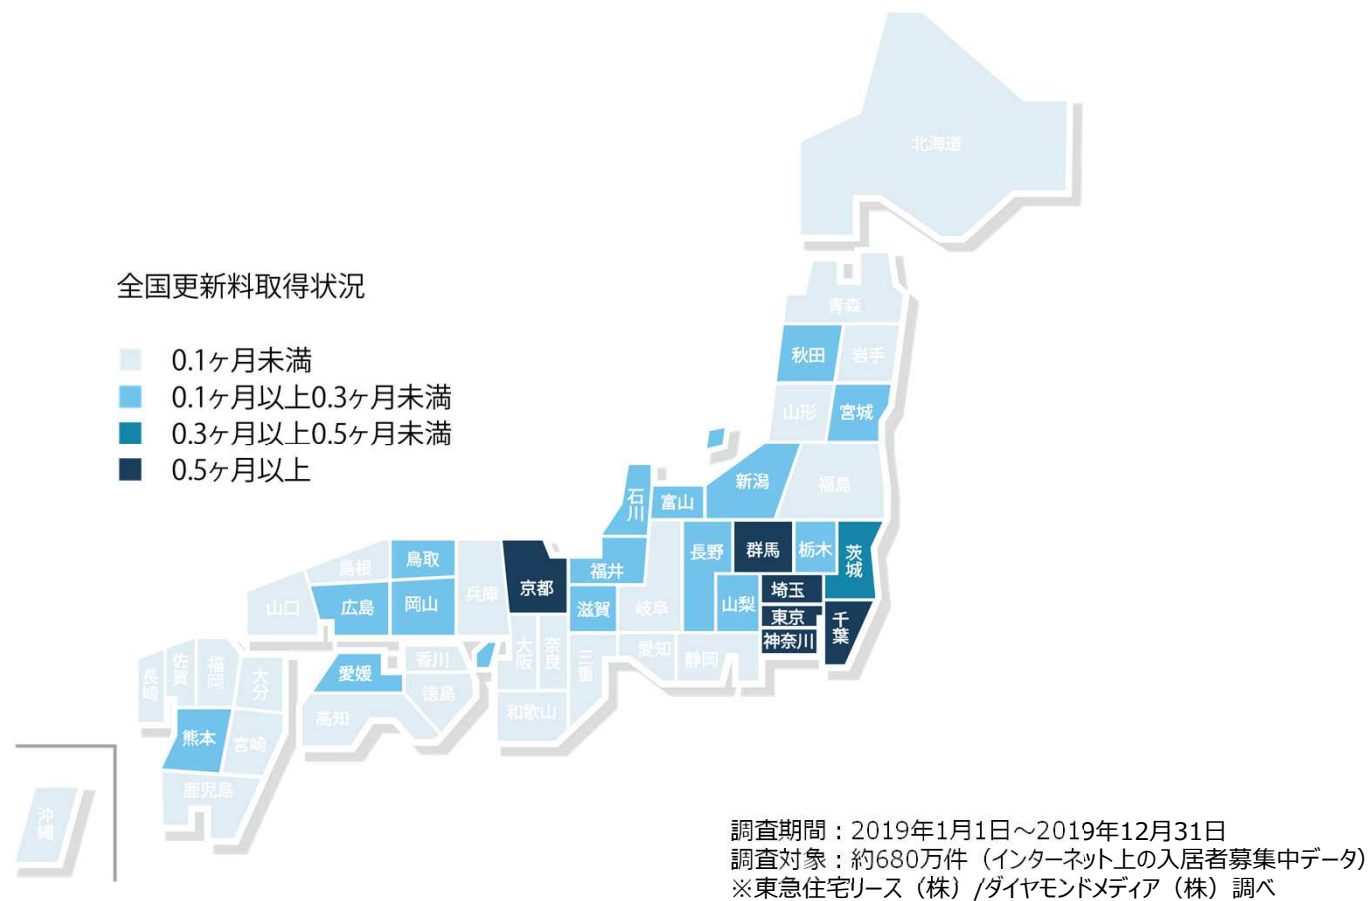 北海道
青森
秋田
岩手
山形
宮城
新潟
福島
石川
富山
福井
長野
群馬
栃木
茨城
埼玉
東京
神奈川
千葉
山梨
岐阜
愛知
静岡
滋賀
京都
兵庫
大阪
奈良
三重
和歌山
鳥取
島根
岡山
広島
山口
香川
愛媛
徳島
高知
長崎
佐賀
福岡
大分
熊本
宮崎
鹿児島
沖縄
全国更新料取得状況
0.1ヶ月未満
0.1ヶ月以上0.3ヶ月未満
0.3ヶ月以上0.5ヶ月未満
0.5ヶ月以上
調査期間：2019年1月1日～2019年12月31日
調査対象：約680万件（インターネット上の入居者募集中データ）
※東急住宅リース（株）/ダイヤモンドメディア（株）調べ